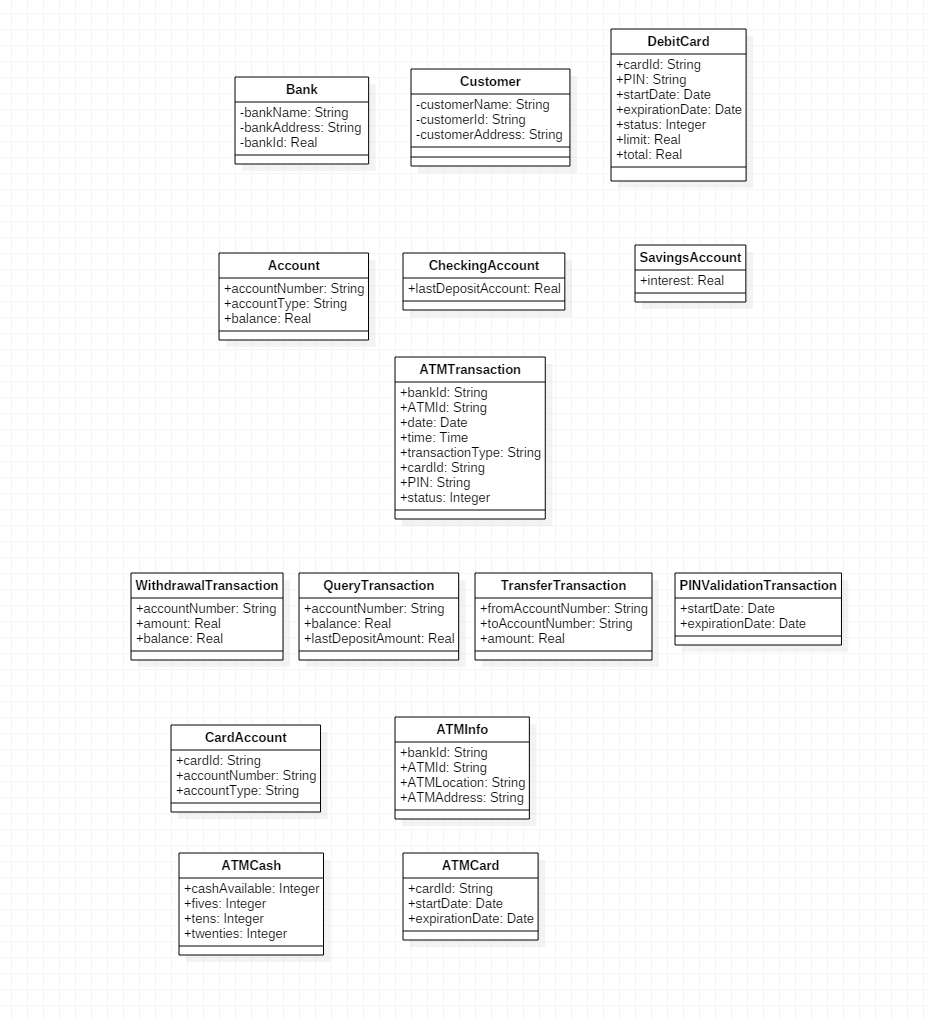 Bank
-bankName: String
-bankAddress: String
-bankId: Real
Customer
-customerName: String
-customerId: String
-customerAddress: String
DebitCard
+cardId: String
+PIN: String
+startDate: Date
+expirationDate: Date
+status: Integer
+limit: Real
+total: Real
Account
+accountNumber: String
+accountType: String
+balance: Real
CheckingAccount
+lastDepositAccount: Real
SavingsAccount
+interest: Real
ATMTransaction
+bankId: String
+ATMId: String
+date: Date
+time: Time
+transactionType: String
+cardId: String
+PIN: String
+status: Integer
WithdrawalTransaction
+accountNumber: String
+amount: Real
+balance: Real
QueryTransaction
+accountNumber: String
+balance: Real
+lastDepositAmount: Real
TransferTransaction
+fromAccountNumber: String
+toAccountNumber: String
+amount: Real
PINValidationTransaction
+startDate: Date
+expirationDate: Date
CardAccount
+cardId: String
+accountNumber: String
+accountType: String
ATMInfo
+bankId: String
+ATMId: String
+ATMLocation: String
+ATMAddress: String
ATMCash
+cashAvailable: Integer
+fives: Integer
+tens: Integer
+twenties: Integer
ATMCard
+cardId: String
+startDate: Date
+expirationDate: Date